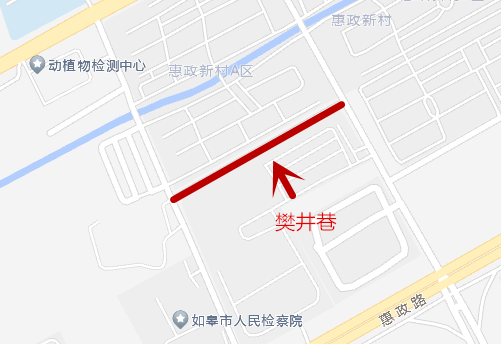 惠政新村
动植物检测中心
惠政新村A区
樊井巷
惠政路
如皋市人民检察院